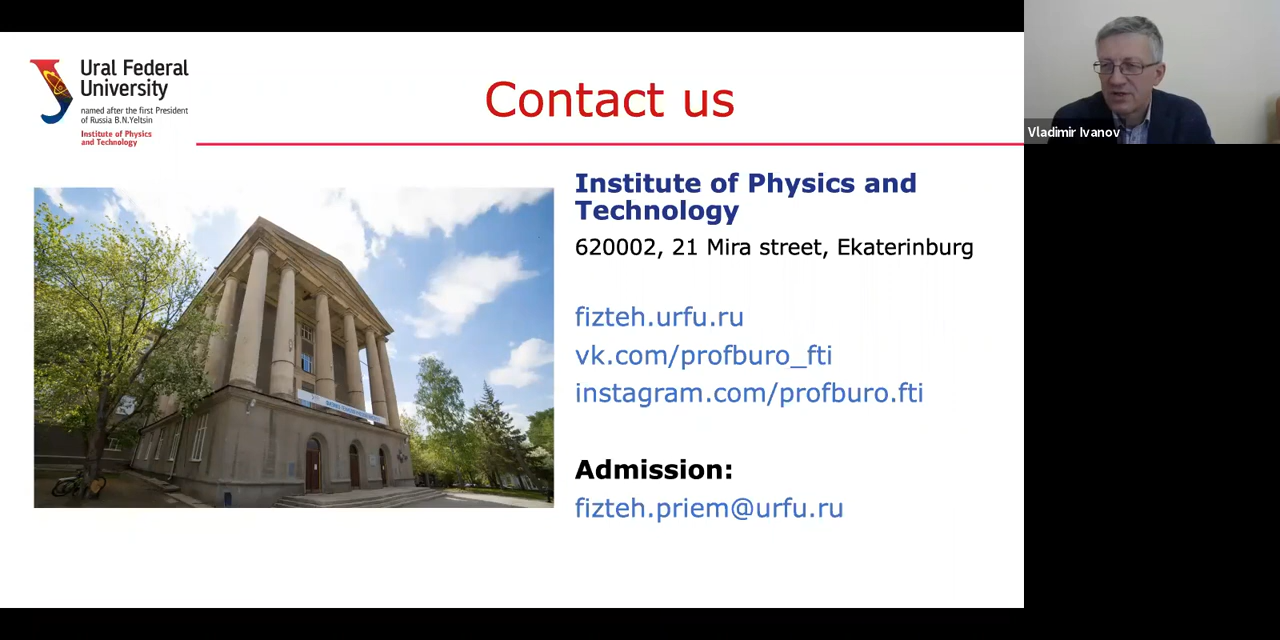 Ural Federal
University
named after the first President
of Russia B.N.Yeltsin
Institute of Physics
and Technology
Contact us
Vladimir Ivanov
Institute of Physics and
Technology
620002, 21 Mira street, Ekaterinburg
fizteh.urfu.ru
vk.com/profburo_fti
instagram.com/profburo.fti
Admission:
fizteh.priem@urfu.ru